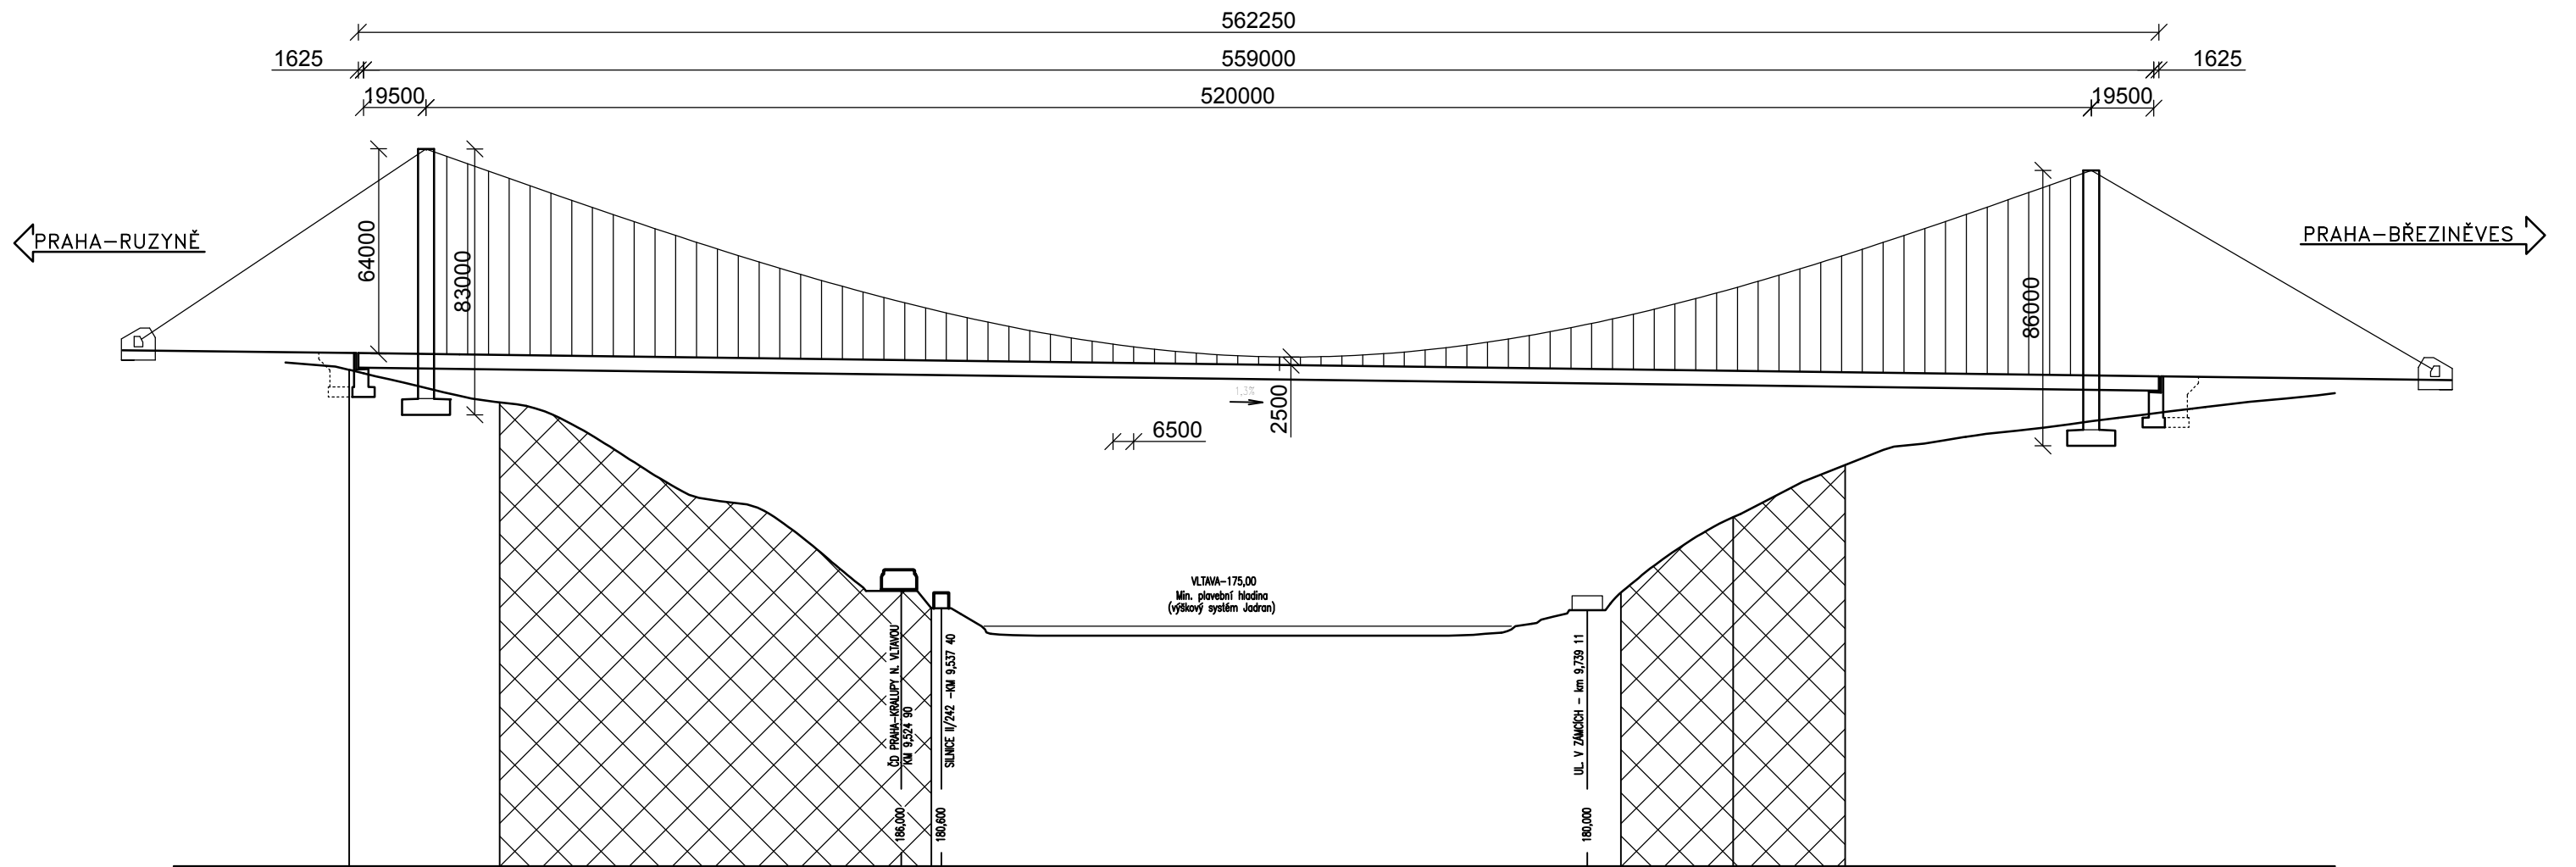 562250
1625
559000
1625
19500
520000
19500
64000
83000
86000
PRAHA–RUZYNĚ
PRAHA–BŘEZINĚVES
1,3%
2500
6500
VLTAVA–175,00
Min. plavební hladina
(výškový systém Jadran)
ČD PRAHA–KRALUPY N. VLTAVOU
KM 9,524 90
SILNICE II/242 –KM 9,537 40
UL. V ZÁMCÍCH – km 9,739 11
186,000
180,600
180,000